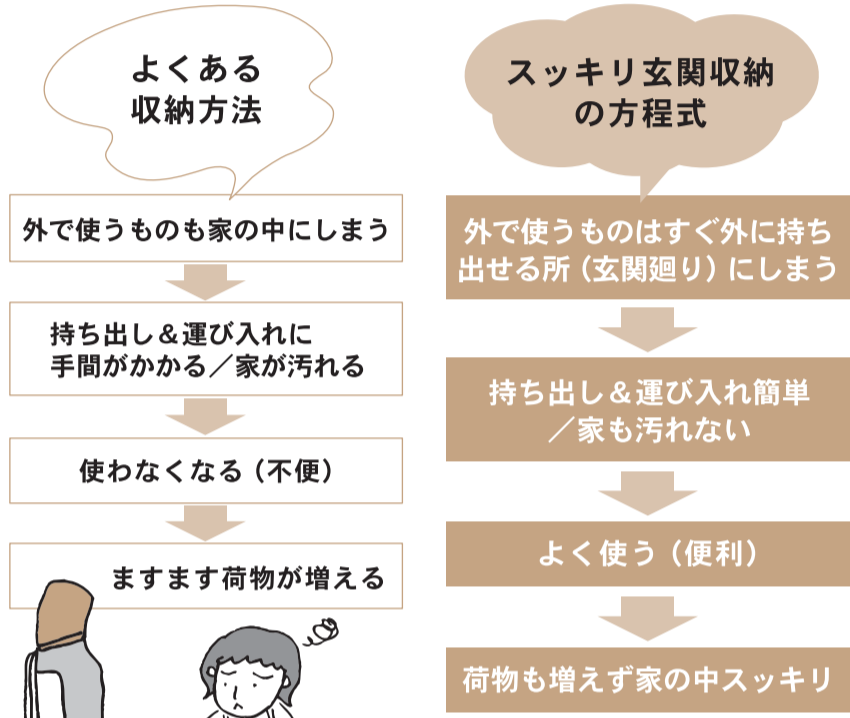 よくある
収納方法
外で使うものも家の中にしまう
持ち出し＆運び入れに
手間がかかる／家が汚れる
使わなくなる（不便）
ますます荷物が増える
スッキリ玄関収納
の方程式
外で使うものはすぐ外に持ち
出せる所（玄関廻り）にしまう
持ち出し＆運び入れ簡単
／家も汚れない
よく使う（便利）
荷物も増えず家の中スッキリ